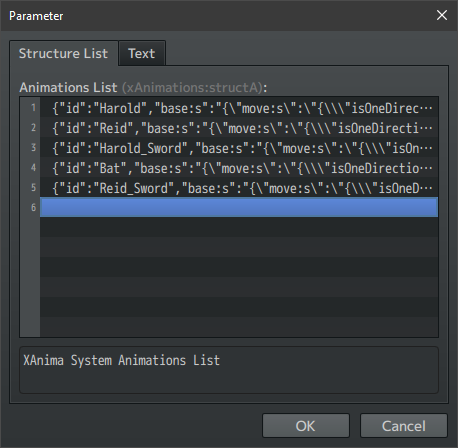 Parameter
Structure List
Text
Animations List (xAnimations:structA):
1 {"id":"Harold","base:s":"{\"move:s\":\"{\\\"isOneDirec…
2 {"id":"Reid","base:s":"{\"move:s\":\"{\\\"isOneDirecti…
3 {"id":"Harold_Sword","base:s":"{\"move:s\":\"{\\\"isOn…
4 {"id":"Bat","base:s":"{\"move:s\":\"{\\\"isOneDirectio…
5 {"id":"Reid_Sword","base:s":"{\"move:s\":\"{\\\"isOneD…
6
XAnima System Animations List
OK
Cancel